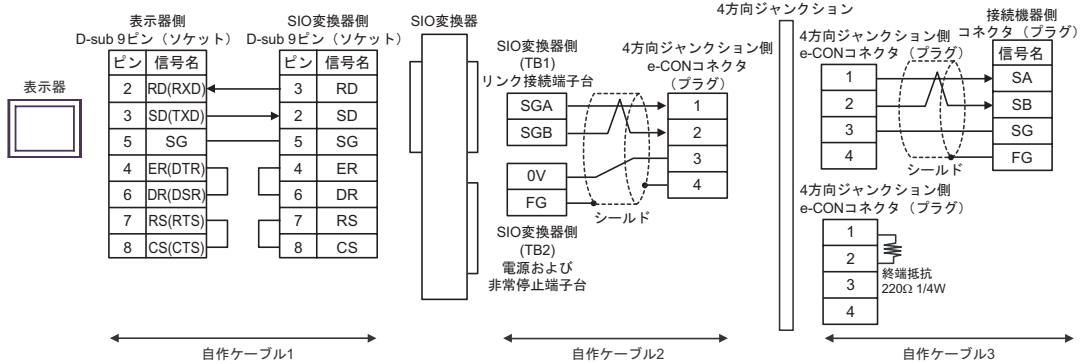 表示器
表示器側
D-sub 9ピン（ソケット）
ピン 信号名
2 RD(RXD)
3 SD(TXD)
5 SG
4 ER(DTR)
6 DR(DSR)
7 RS(RTS)
8 CS(CTS)
SIO変換器側
D-sub 9ピン（ソケット）
ピン 信号名
3 RD
2 SD
5 SG
4 ER
6 DR
7 RS
8 CS
SIO変換器
SIO変換器側
(TB1)
リンク接続端子台
SGA
SGB
0V
FG
SIO変換器側
(TB2)
電源および
非常停止端子台
シールド
4方向ジャンクション側
e-CONコネクタ
（プラグ）
1
2
3
4
4方向ジャンクション
4方向ジャンクション側
e-CONコネクタ（プラグ）
1
2
3
4
シールド
接続機器側
コネクタ（プラグ）
信号名
SA
SB
SG
FG
4方向ジャンクション側
e-CONコネクタ（プラグ）
1
2
3
4
終端抵抗
220Ω 1/4W
自作ケーブル1
自作ケーブル2
自作ケーブル3